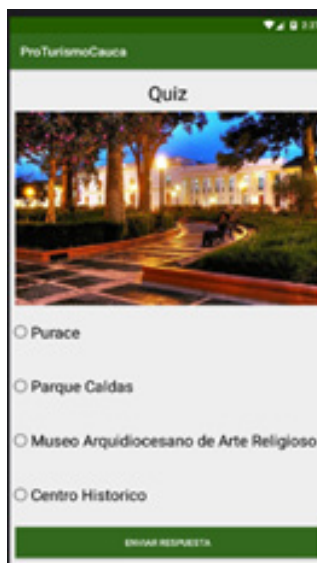 ProTurismoCauca
Quiz
Purace
Parque Caldas
Museo Arquidiocesano de Arte Religioso
Centro Historico
ENVIAR RESPUESTA